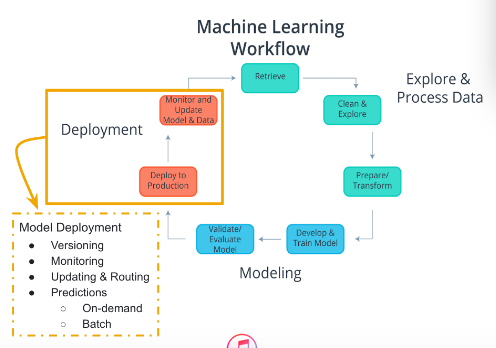 Machine Learning
Workflow
Retrieve
Explore &
Process Data
Clean &
Explore
Prepare/
Transform
Develop &
Train Model
Validate/
Evaluate
Model
Modeling
Deploy to
Production
Monitor and
Update
Model & Data
Deployment
Model Deployment
● Versioning
● Monitoring
● Updating & Routing
● Predictions
○ On-demand
○ Batch